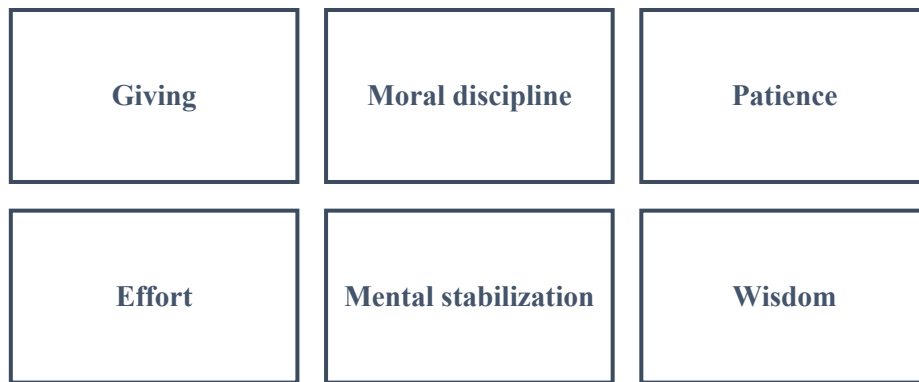 Giving
Moral discipline
Patience
Effort
Mental stabilization
Wisdom